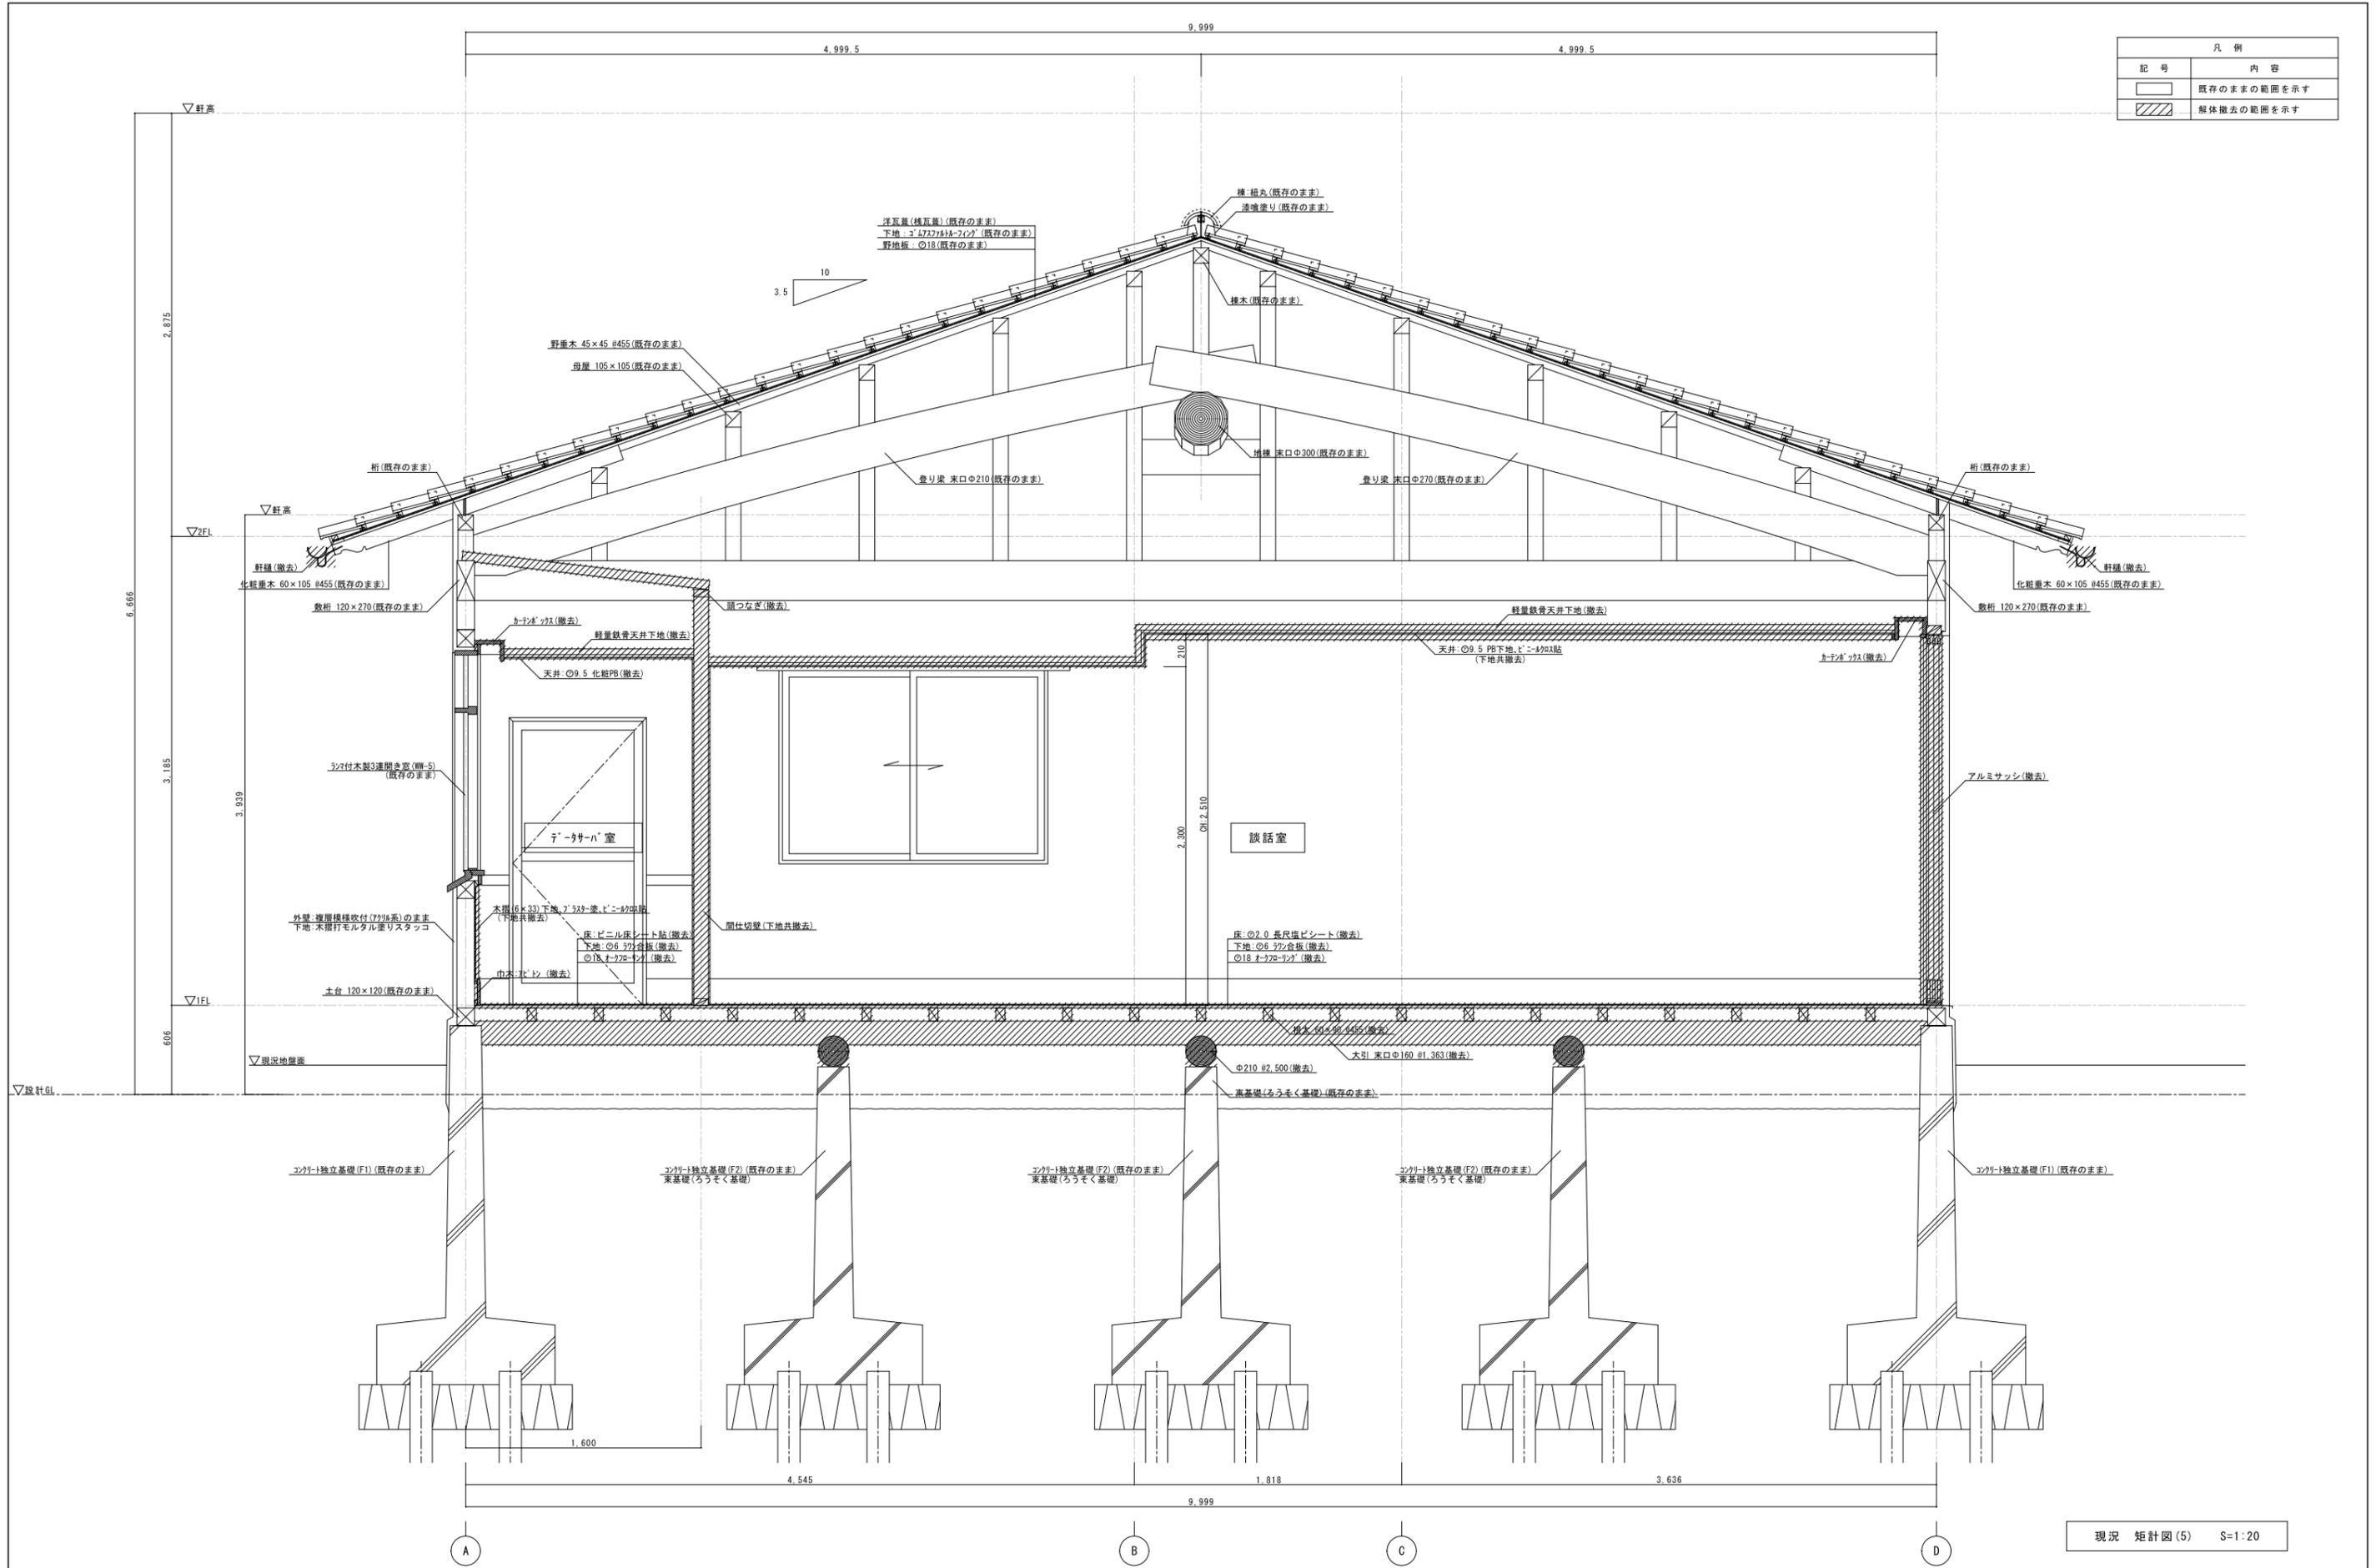 9,999
4,999.5
4,999.5
凡 例
記 号
内 容
既存のままの範囲を示す
解体撤去の範囲を示す
▽軒高
棟:紐丸(既存のまま)
漆喰塗り(既存のまま)
洋瓦葺(桟瓦葺)(既存のまま)
下地：ゴムアスファルトルーフィング(既存のまま)
野地板：⑦18(既存のまま)
10
3.5
棟木(既存のまま)
2,875
野垂木 45×45 @455(既存のまま)
母屋 105×105(既存のまま)
桁(既存のまま)
地棟 末口Φ300(既存のまま)
登り梁 末口Φ210(既存のまま)
登り梁 末口Φ270(既存のまま)
桁(既存のまま)
▽軒高
▽2FL
軒樋(撤去)
化粧垂木 60×105 @455(既存のまま)
敷桁 120×270(既存のまま)
頭つなぎ(撤去)
軒樋(撤去)
化粧垂木 60×105 @455(既存のまま)
敷桁 120×270(既存のまま)
6,666
カーテンボックス(撤去)
軽量鉄骨天井下地(撤去)
軽量鉄骨天井下地(撤去)
天井:⑦9.5 化粧PB(撤去)
210
天井:⑦9.5 PB下地、ビニールクロス貼
(下地共撤去)
カーテンボックス(撤去)
3,185
3,939
ランマ付木製3連開き窓(WW-5)
(既存のまま)
アルミサッシ(撤去)
データサーバ室
2,300
CH:2,510
談話室
外壁:複層模様吹付(アクリル系)のまま
下地:木摺打モルタル塗りスタッコ
木摺(6×33)下地、プラスター塗、ビニールクロス貼
(下地共撤去)
間仕切壁(下地共撤去)
床:ビニル床シート貼(撤去)
下地:⑦6 ラワン合板(撤去)
⑦18 オークフローリング(撤去)
床:⑦2.0 長尺塩ビシート(撤去)
下地:⑦6 ラワン合板(撤去)
⑦18 オークフローリング(撤去)
巾木:アピトン (撤去)
土台 120×120(既存のまま)
▽1FL
606
根太 60×90 @455(撤去)
大引 末口Φ160 @1,363(撤去)
▽現況地盤面
Φ210 @2,500(撤去)
▽設計GL
束基礎(ろうそく基礎)(既存のまま)
コンクリート独立基礎(F1)(既存のまま)
コンクリート独立基礎(F2)(既存のまま)
束基礎(ろうそく基礎)
コンクリート独立基礎(F2)(既存のまま)
束基礎(ろうそく基礎)
コンクリート独立基礎(F2)(既存のまま)
束基礎(ろうそく基礎)
コンクリート独立基礎(F1)(既存のまま)
1,600
4,545
1,818
3,636
9,999
A
B
C
D
現況 矩計図(5) S=1:20